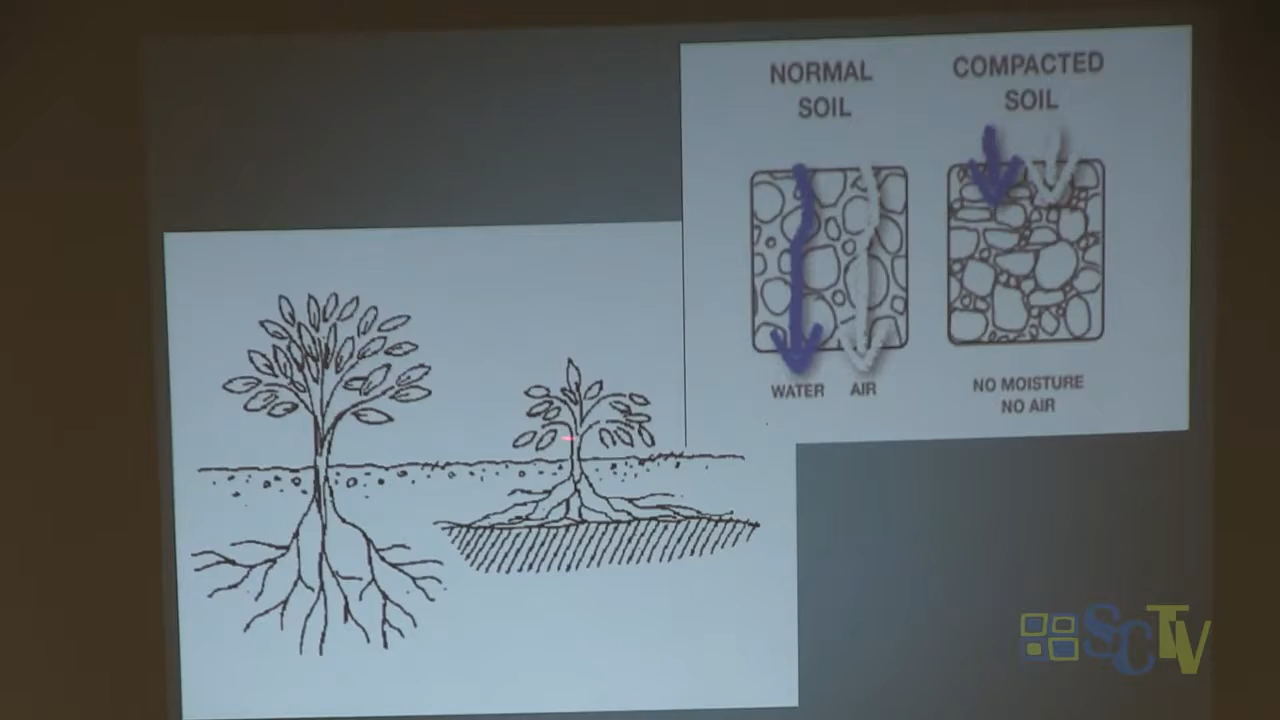 NORMAL
SOIL
COMPACTED
SOIL
WATER
AIR
NO MOISTURE
NO AIR
SCTV